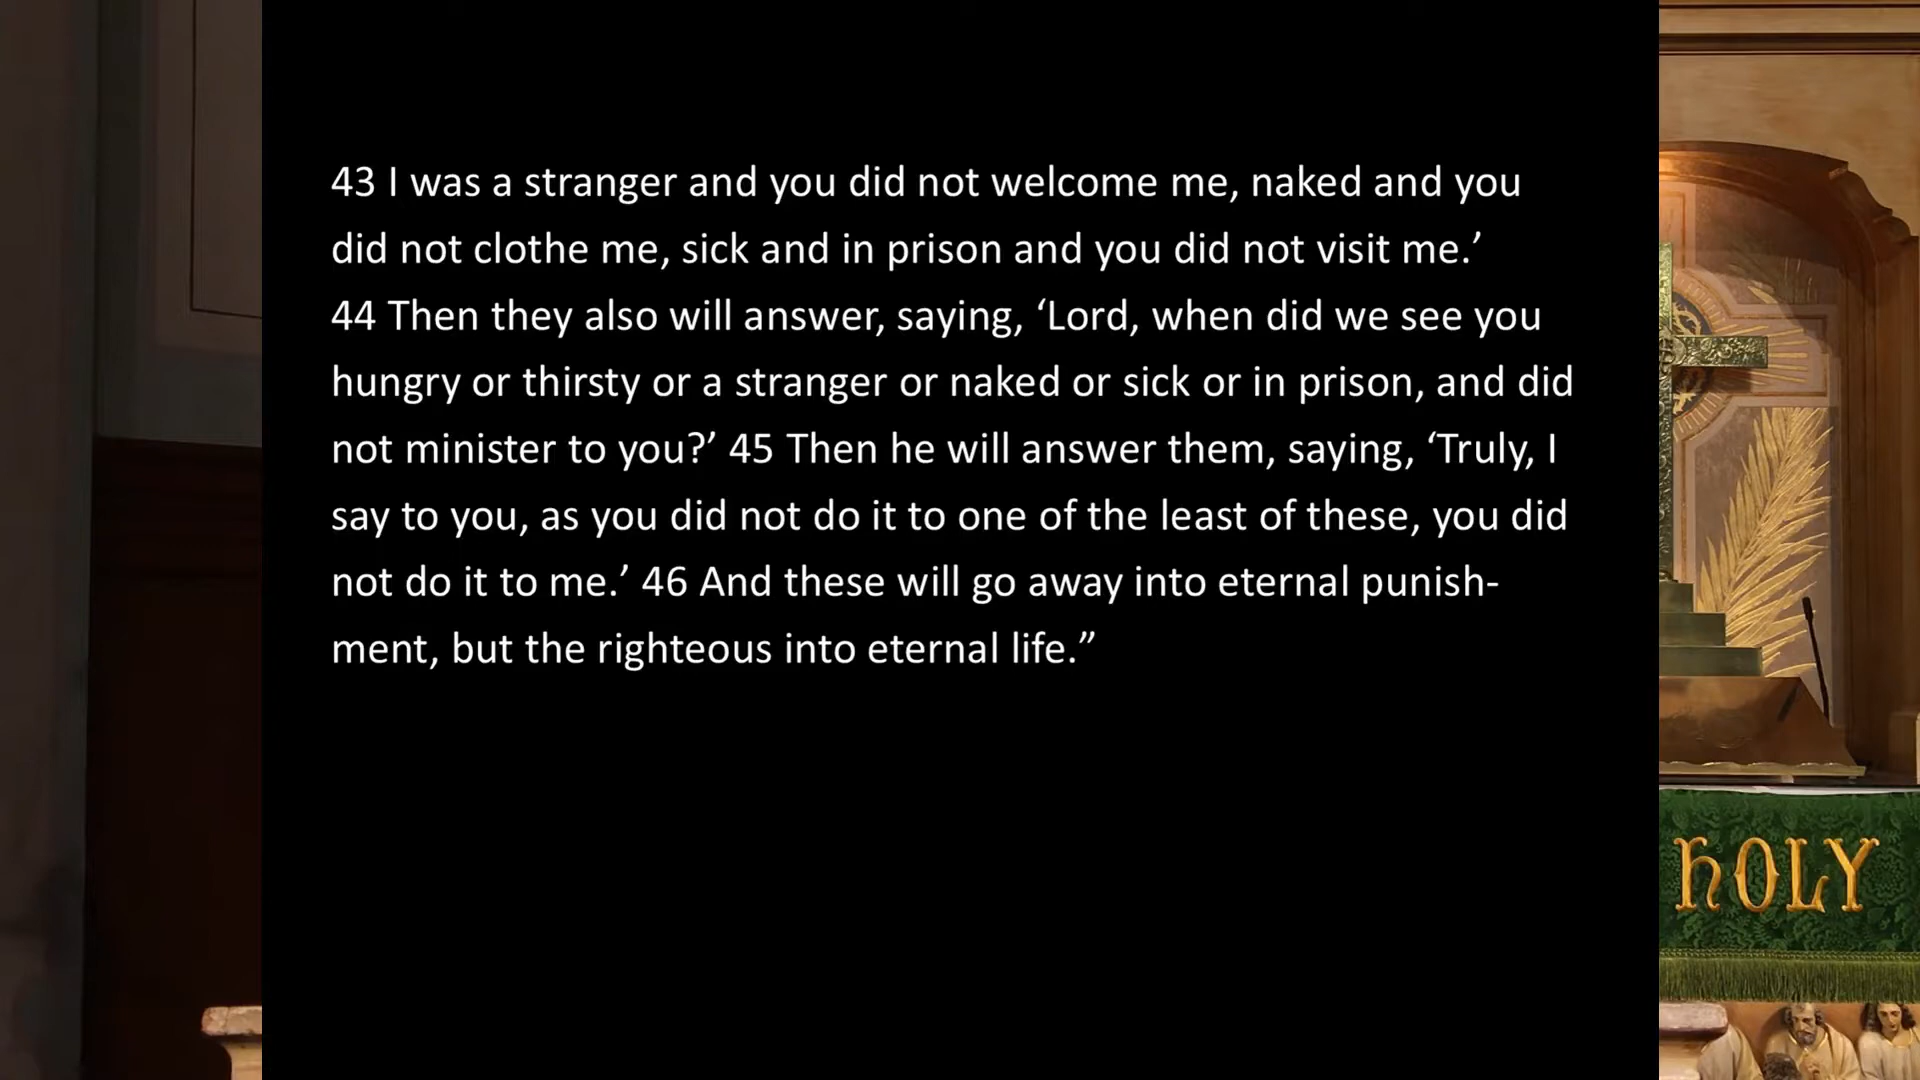 43 I was a stranger and you did not welcome me, naked and you
did not clothe me, sick and in prison and you did not visit me.’
44 Then they also will answer, saying, ‘Lord, when did we see you
hungry or thirsty or a stranger or naked or sick or in prison, and did
not minister to you?’ 45 Then he will answer them, saying, ‘Truly, I
say to you, as you did not do it to one of the least of these, you did
not do it to me.’ 46 And these will go away into eternal punish-
ment, but the righteous into eternal life.”
HOLY